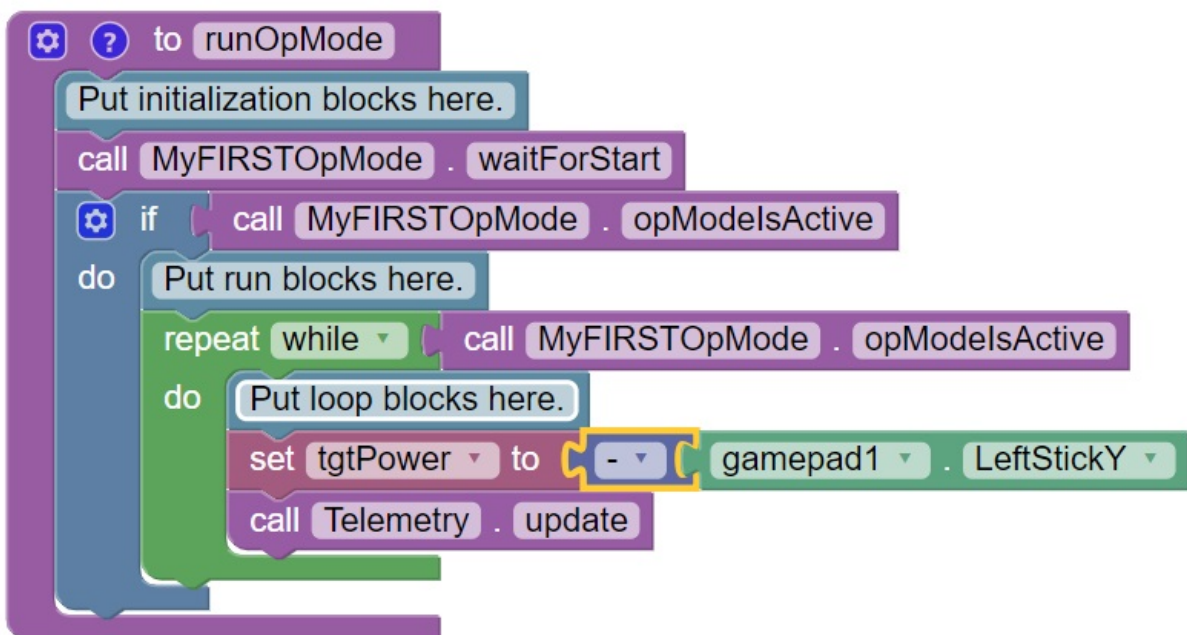 ? to runOpMode
Put initialization blocks here.
call MyFIRSTOpMode . waitForStart
if call MyFIRSTOpMode . opModeIsActive
do Put run blocks here.
repeat while call MyFIRSTOpMode . opModeIsActive
do Put loop blocks here.
set tgtPower to - gamepad1 . LeftStickY
call Telemetry . update